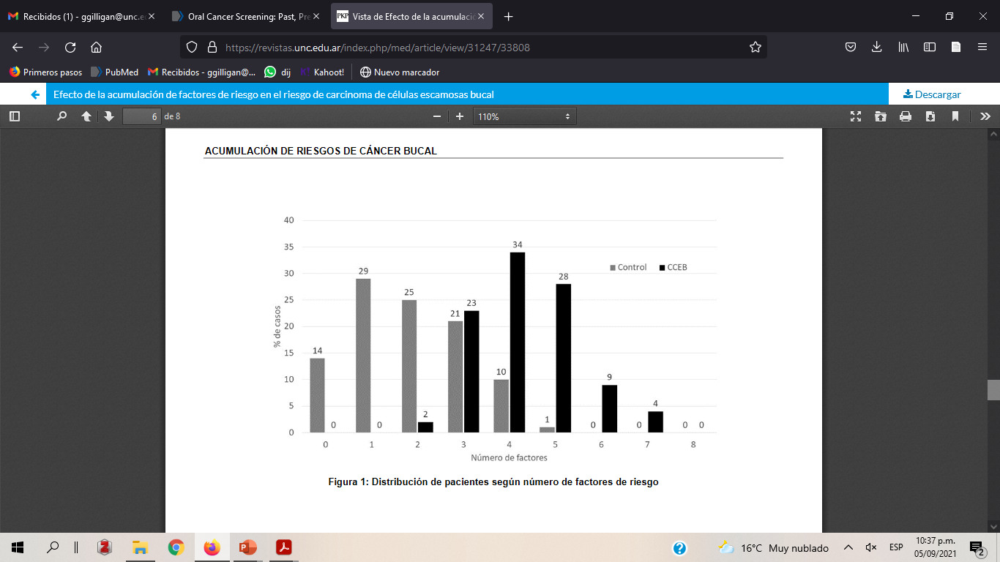 Recibidos (1) - ggilligan@unc.e
Oral Cancer Screening: Past, Pre
PKP Vista de Efecto de la acumulació
https://revistas.unc.edu.ar/index.php/med/article/view/31247/33808
Primeros pasos PubMed Recibidos - ggilligan@... dij Kahoot! Nuevo marcador
Efecto de la acumulación de factores de riesgo en el riesgo de carcinoma de células escamosas bucal
Descargar
6 de 8 110%
ACUMULACIÓN DE RIESGOS DE CÁNCER BUCAL
40
35
30
25
20
15
10
5
0
% de casos
14 0 29 0 25 2 21 23 10 34 1 28 0 9 0 4 0 0
Control CCEB
0 1 2 3 4 5 6 7 8
Número de factores
Figura 1: Distribución de pacientes según número de factores de riesgo
16°C Muy nublado ESP
10:37 p.m.
05/09/2021
2